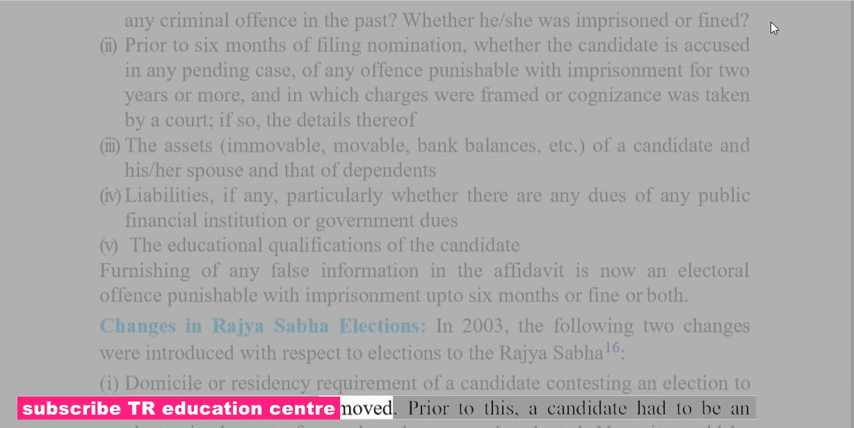 any criminal offence in the past? Whether he/she was imprisoned or fined?
(ii) Prior to six months of filing nomination, whether the candidate is accused
in any pending case, of any offence punishable with imprisonment for two
years or more, and in which charges were framed or cognizance was taken
by a court; if so, the details thereof
(iii) The assets (immovable, movable, bank balances, etc.) of a candidate and
his/her spouse and that of dependents
(iv) Liabilities, if any, particularly whether there are any dues of any public
financial institution or government dues
(v) The educational qualifications of the candidate
Furnishing of any false information in the affidavit is now an electoral
offence punishable with imprisonment upto six months or fine or both.
Changes in Rajya Sabha Elections: In 2003, the following two changes
were introduced with respect to elections to the Rajya Sabha16:
(i) Domicile or residency requirement of a candidate contesting an election to
subscribe TR education centre moved. Prior to this, a candidate had to be an